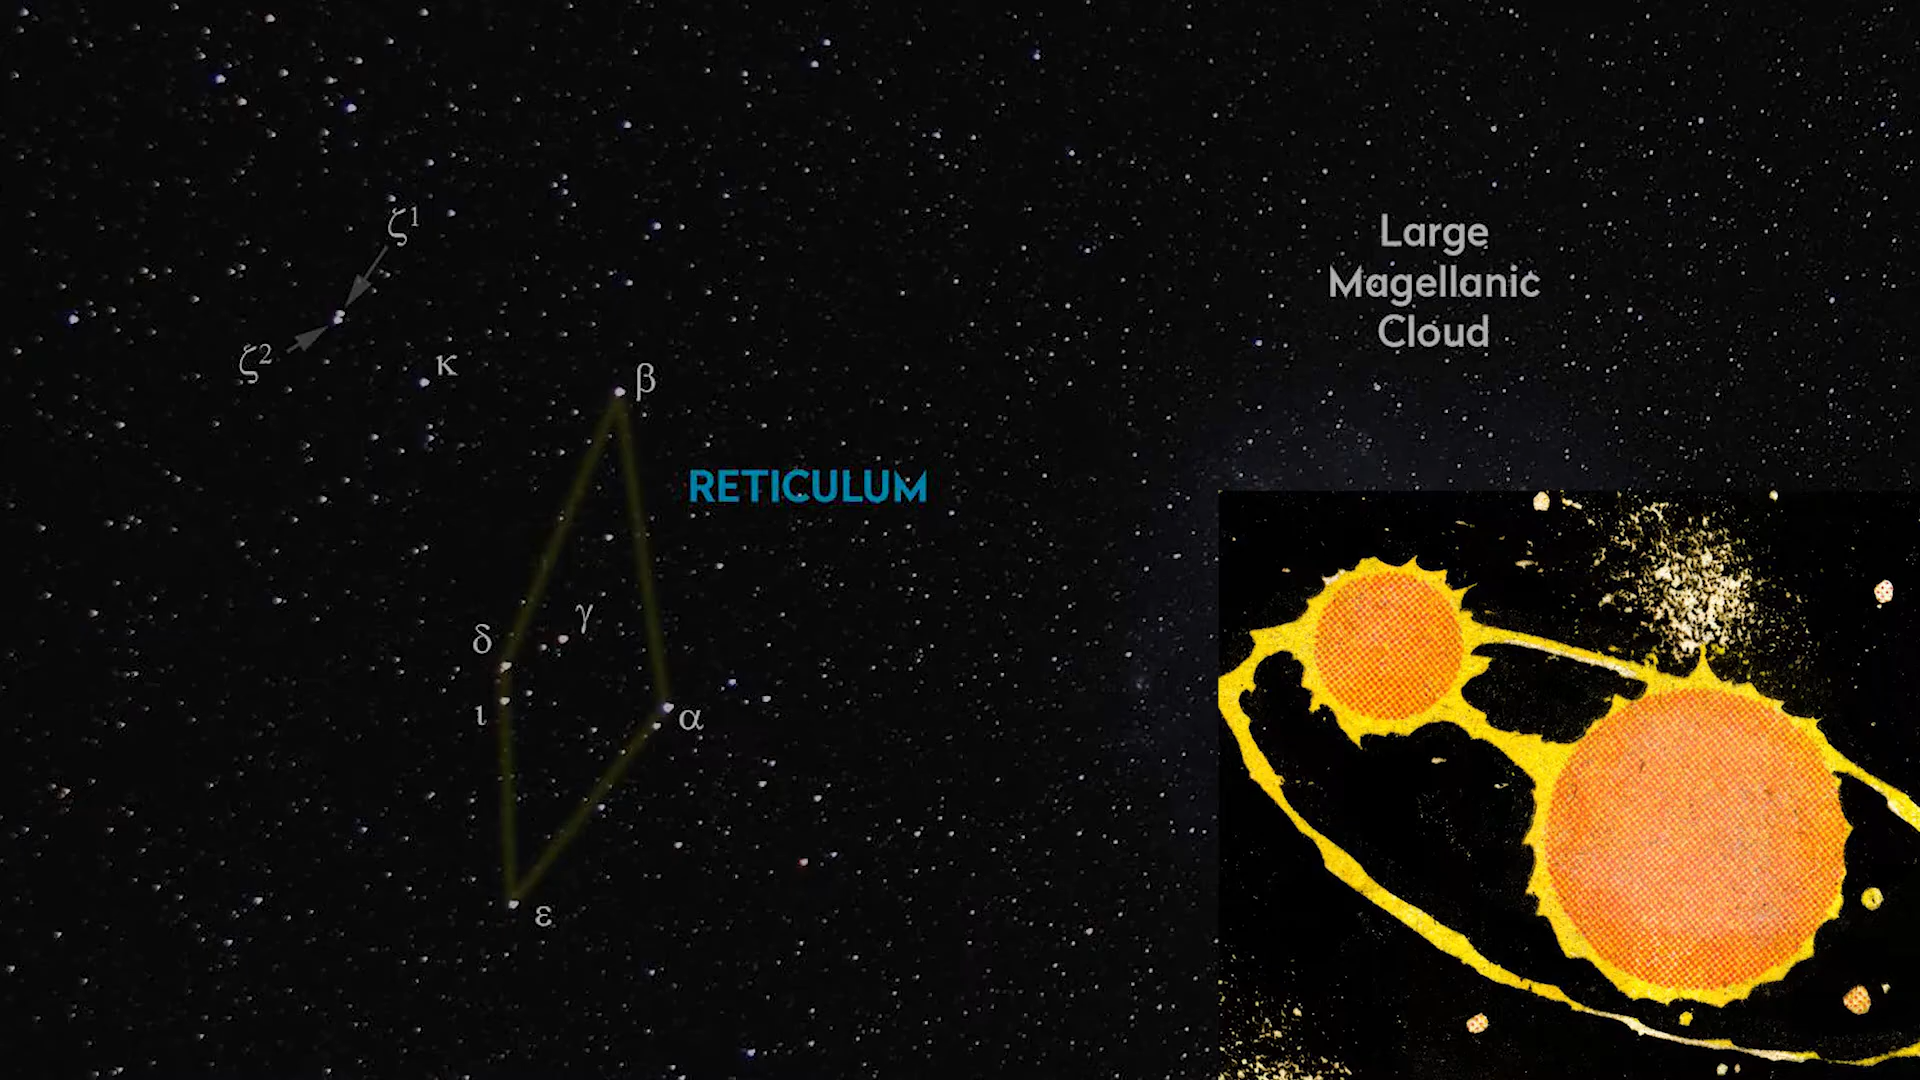 ζ1
ζ2
κ
β
RETICULUM
Large
Magellanic
Cloud
γ
δ
ι
α
ε